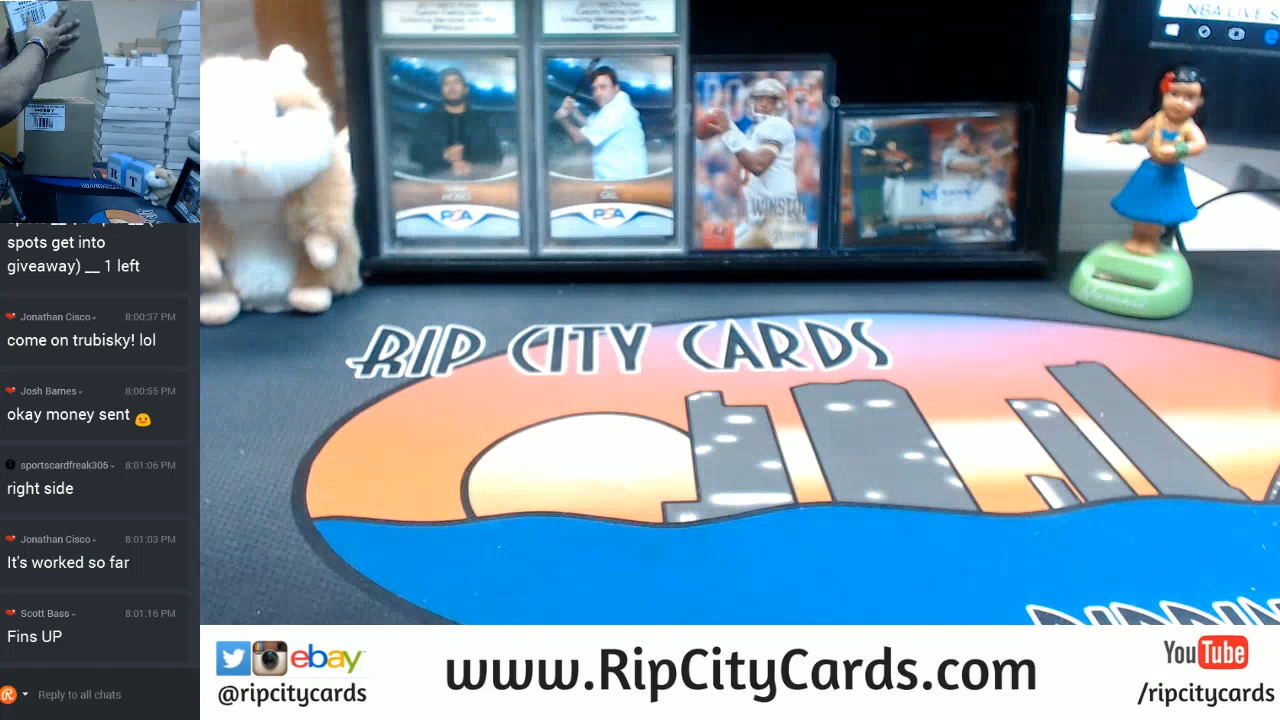 NBA LIVE S
HOBBY
R T
PSA
PSA
WINSTON
RIP CITY CARDS
spots get into
giveaway) __ 1 left
Jonathan Cisco 8:00:37 PM
come on trubisky! lol
Josh Barnes 8:00:55 PM
okay money sent
sportscardfreak305 8:01:06 PM
right side
Jonathan Cisco 8:01:03 PM
It's worked so far
Scott Bass 8:01:16 PM
Fins UP
Reply to all chats
ebay
@ripcitycards
www.RipCityCards.com
YouTube
/ripcitycards